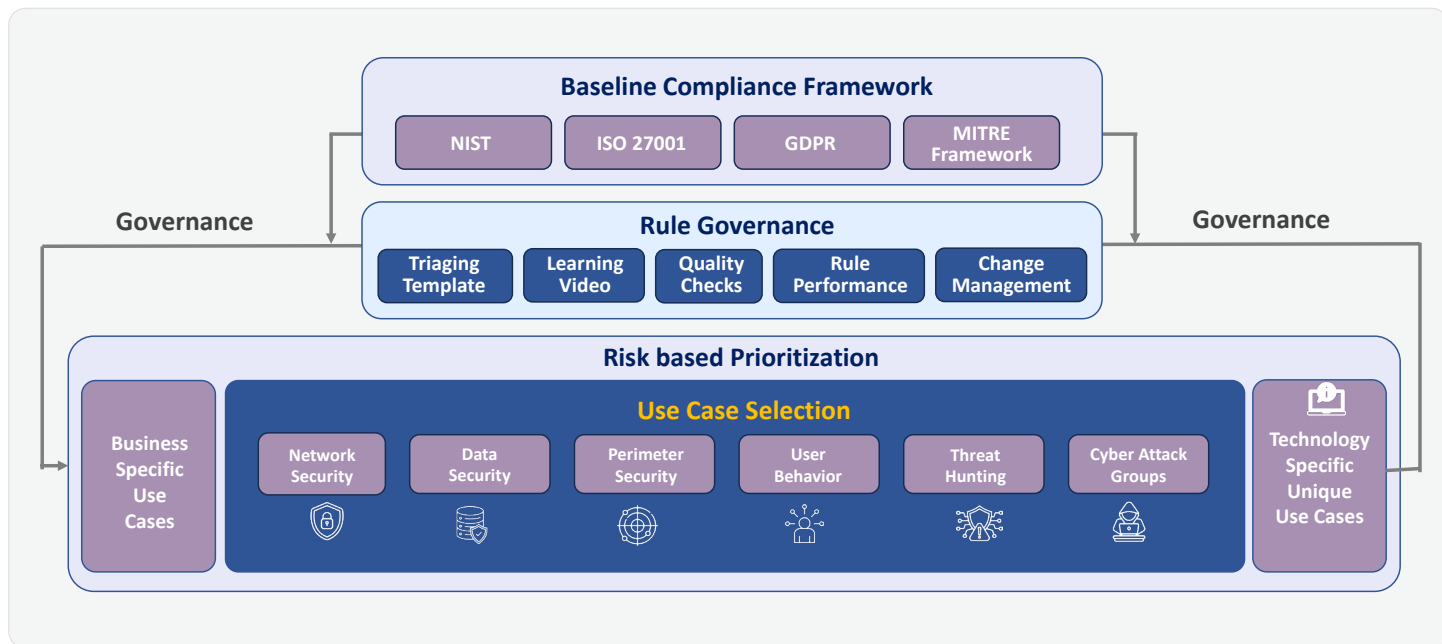 Baseline Compliance Framework
NIST
ISO 27001
GDPR
MITRE
Framework
Governance
Governance
Rule Governance
Triaging
Template
Learning
Video
Quality
Checks
Rule
Performance
Change
Management
Risk based Prioritization
Business
Specific
Use
Cases
Use Case Selection
Network
Security
Data
Security
Perimeter
Security
User
Behavior
Threat
Hunting
Cyber Attack
Groups
Technology
Specific
Unique
Use Cases